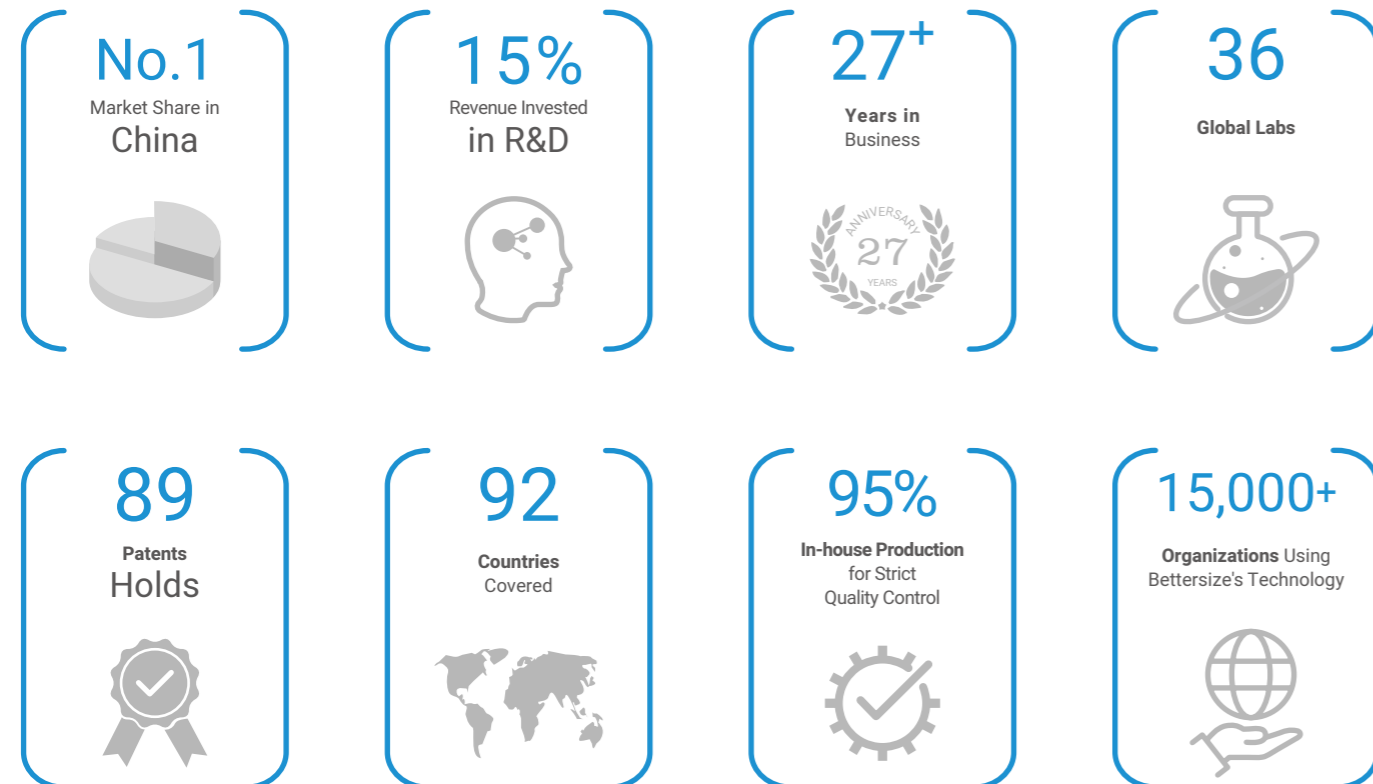 No.1
Market Share in
China
15%
Revenue Invested
in R&D
27+
Years in
Business
ANNIVERSARY
27
YEARS
36
Global Labs
89
Patents
Holds
92
Countries
Covered
95%
In-house Production
for Strict
Quality Control
15,000+
Organizations Using
Bettersize's Technology